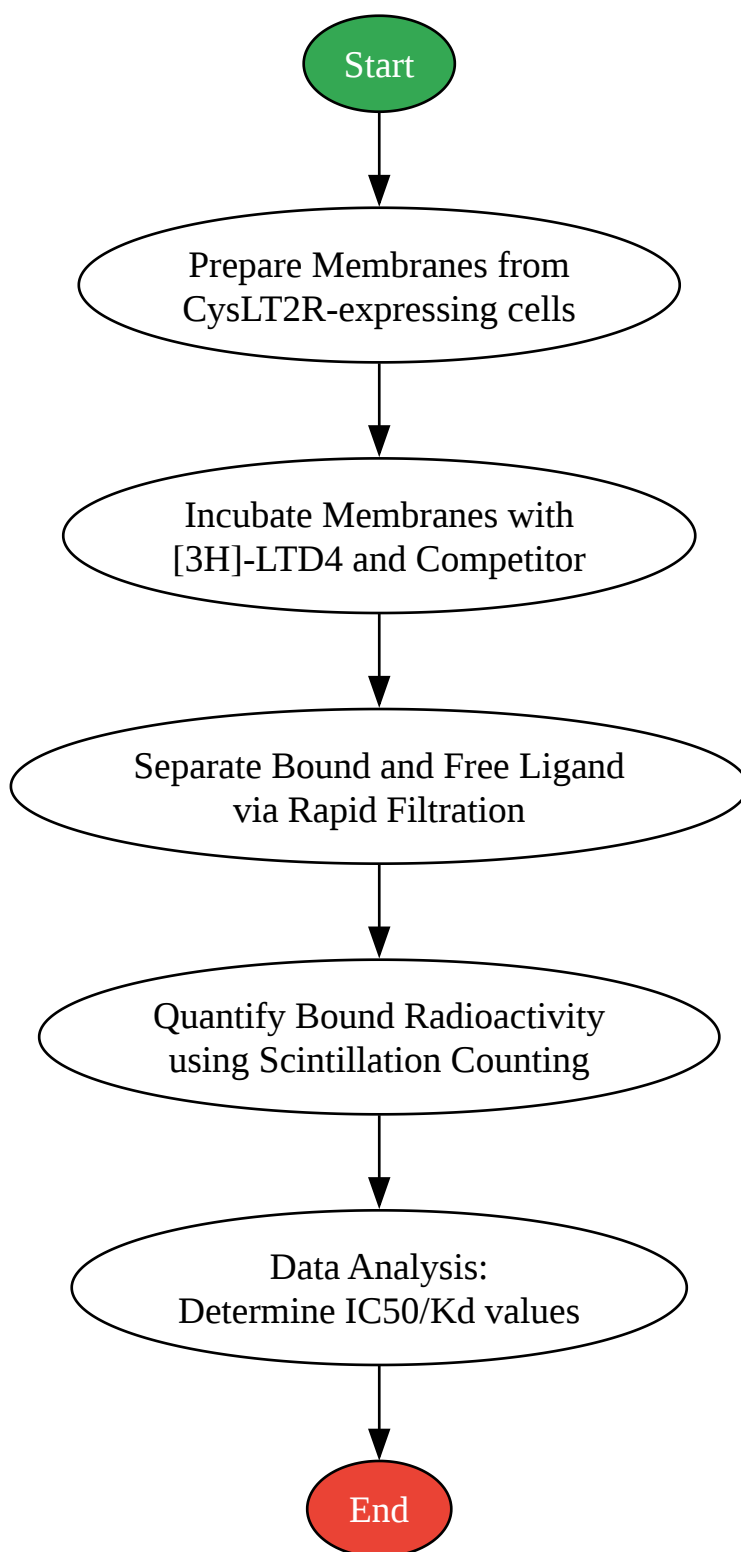 Start
Prepare Membranes from
CysLT2R-expressing cells
Incubate Membranes with
[3H]-LTD4 and Competitor
Separate Bound and Free Ligand
via Rapid Filtration
Quantify Bound Radioactivity
using Scintillation Counting
Data Analysis:
Determine IC50/Kd values
End